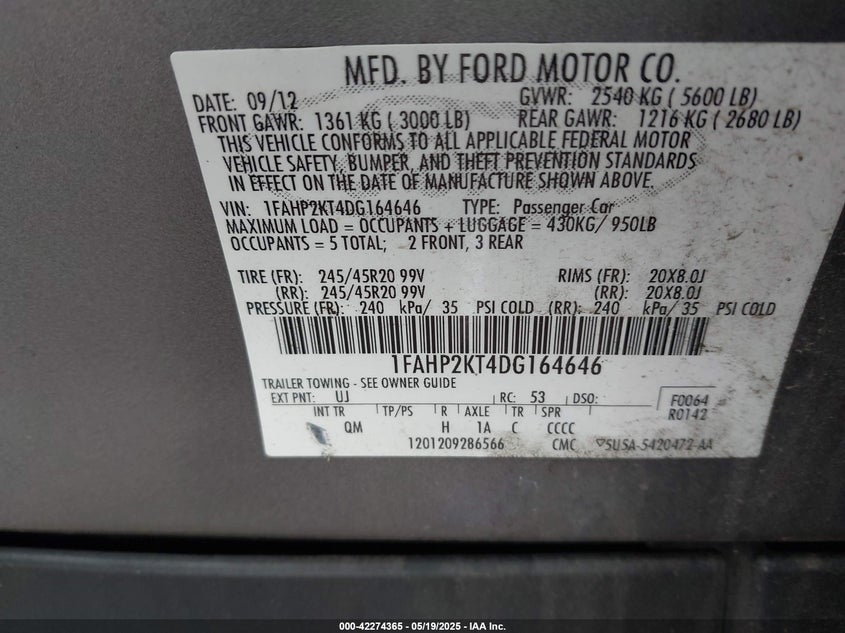 MFD. BY FORD MOTOR CO.
DATE: 09/12 GVWR: 2540 KG ( 5600 LB)
FRONT GAWR: 1361 KG ( 3000 LB) REAR GAWR: 1216 KG ( 2680 LB)
THIS VEHICLE CONFORMS TO ALL APPLICABLE FEDERAL MOTOR
VEHICLE SAFETY, BUMPER, AND THEFT PREVENTION STANDARDS
IN EFFECT ON THE DATE OF MANUFACTURE SHOWN ABOVE.
VIN: 1FAHP2KT4DG164646 TYPE: Passenger Car
MAXIMUM LOAD = OCCUPANTS + LUGGAGE = 430KG/ 950LB
OCCUPANTS = 5 TOTAL; 2 FRONT, 3 REAR
TIRE (FR): 245/45R20 99V RIMS (FR): 20X8.0J
(RR): 245/45R20 99V (RR): 20X8.0J
PRESSURE (FR): 240 kPa/ 35 PSI COLD (RR): 240 kPa/ 35 PSI COLD
1FAHP2KT4DG164646
TRAILER TOWING - SEE OWNER GUIDE
EXT PNT: UJ RC: 53 DSO: F0064
R0142
INT TR TP/PS R AXLE TR SPR
QM H 1A C CCCC
1201209286566 CMC 5U5A-5420472-AA
000-42274365 - 05/19/2025 - IAA Inc.